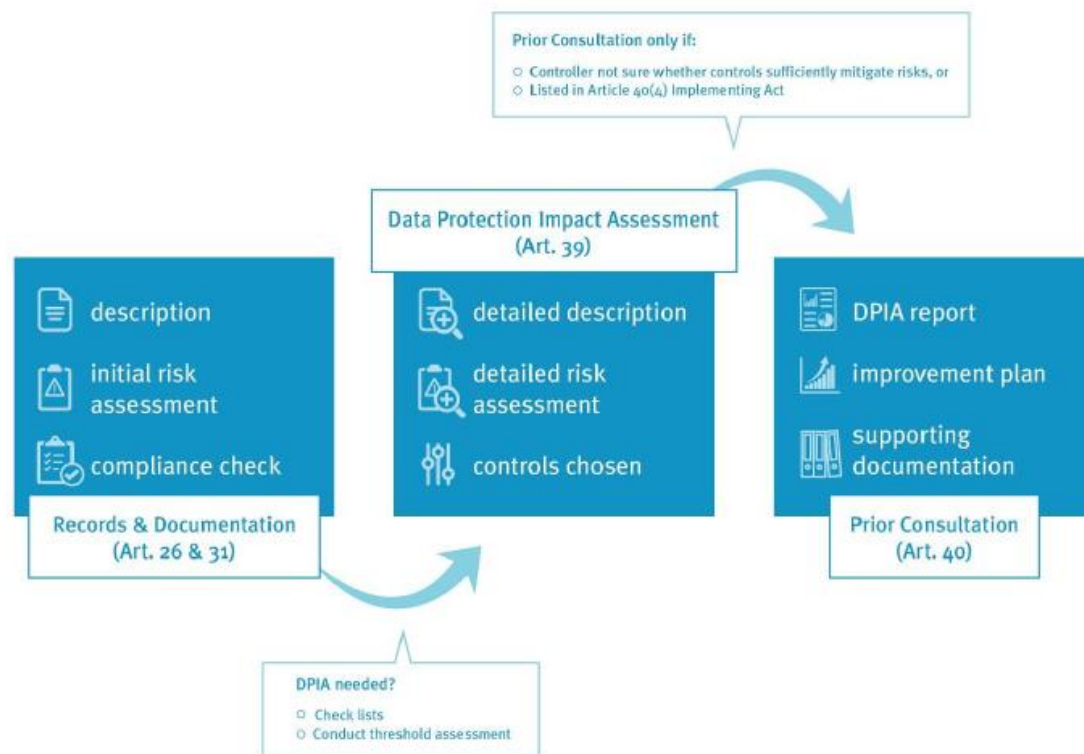 Prior Consultation only if:
○ Controller not sure whether controls sufficiently mitigate risks, or
○ Listed in Article 40(4) Implementing Act
Data Protection Impact Assessment
(Art. 39)
description
initial risk
assessment
compliance check
Records & Documentation
(Art. 26 & 31)
detailed description
detailed risk
assessment
controls chosen
DPIA report
improvement plan
supporting
documentation
Prior Consultation
(Art. 40)
DPIA needed?
○ Check lists
○ Conduct threshold assessment